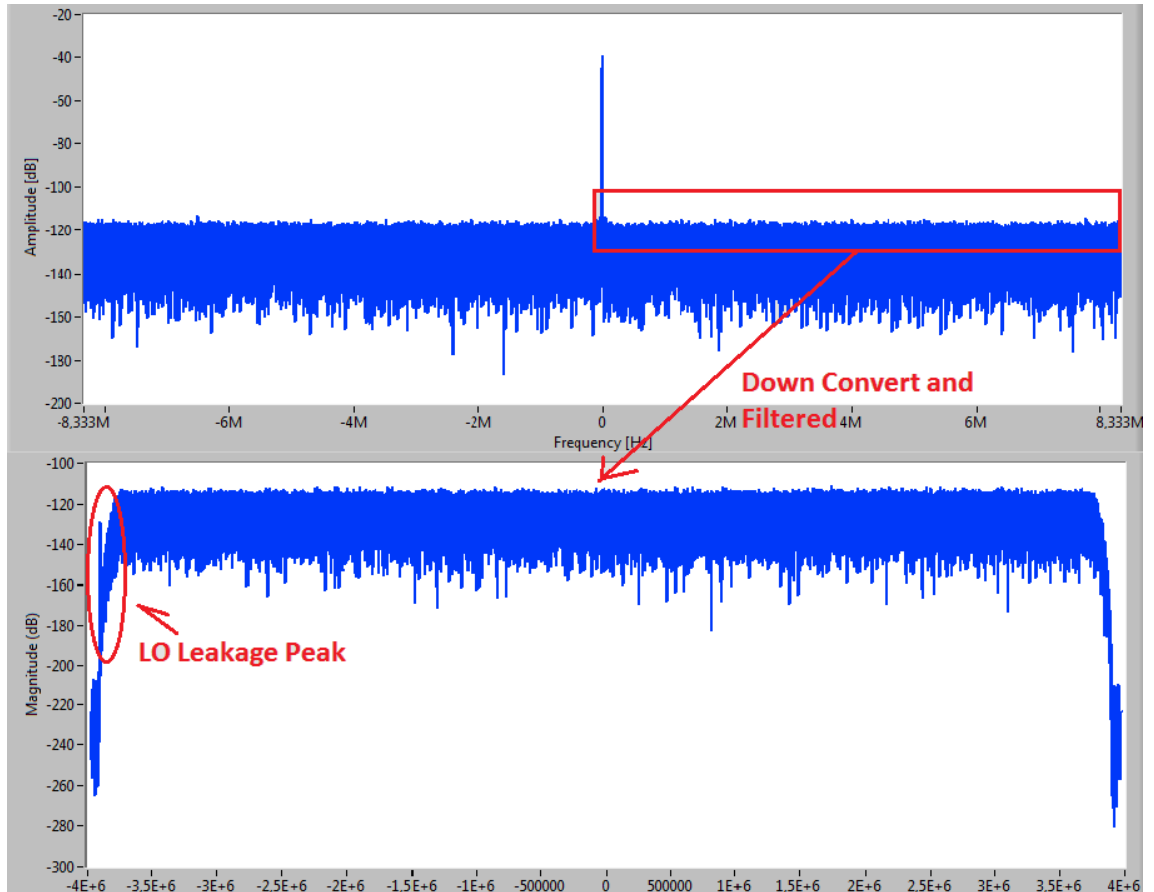 -20
-40
-60
-80
-100
-120
-140
-150
-180
-200
Amplitude [dB]
-8,333M
-6M
-4M
-2M
0
2M
4M
6M
8,333M
Frequency [Hz]
Down Convert and
Filtered
-100
-120
-140
-160
-180
-200
-220
-240
-260
-280
-300
Magnitude (dB)
LO Leakage Peak
-4E+6
-3.5E+6
-3E+6
-2.5E+6
-2E+6
-1.5E+6
-1E+6
-500000
0
500000
1E+6
1.5E+6
2E+6
2.5E+6
3E+6
3.5E+6
4E+6